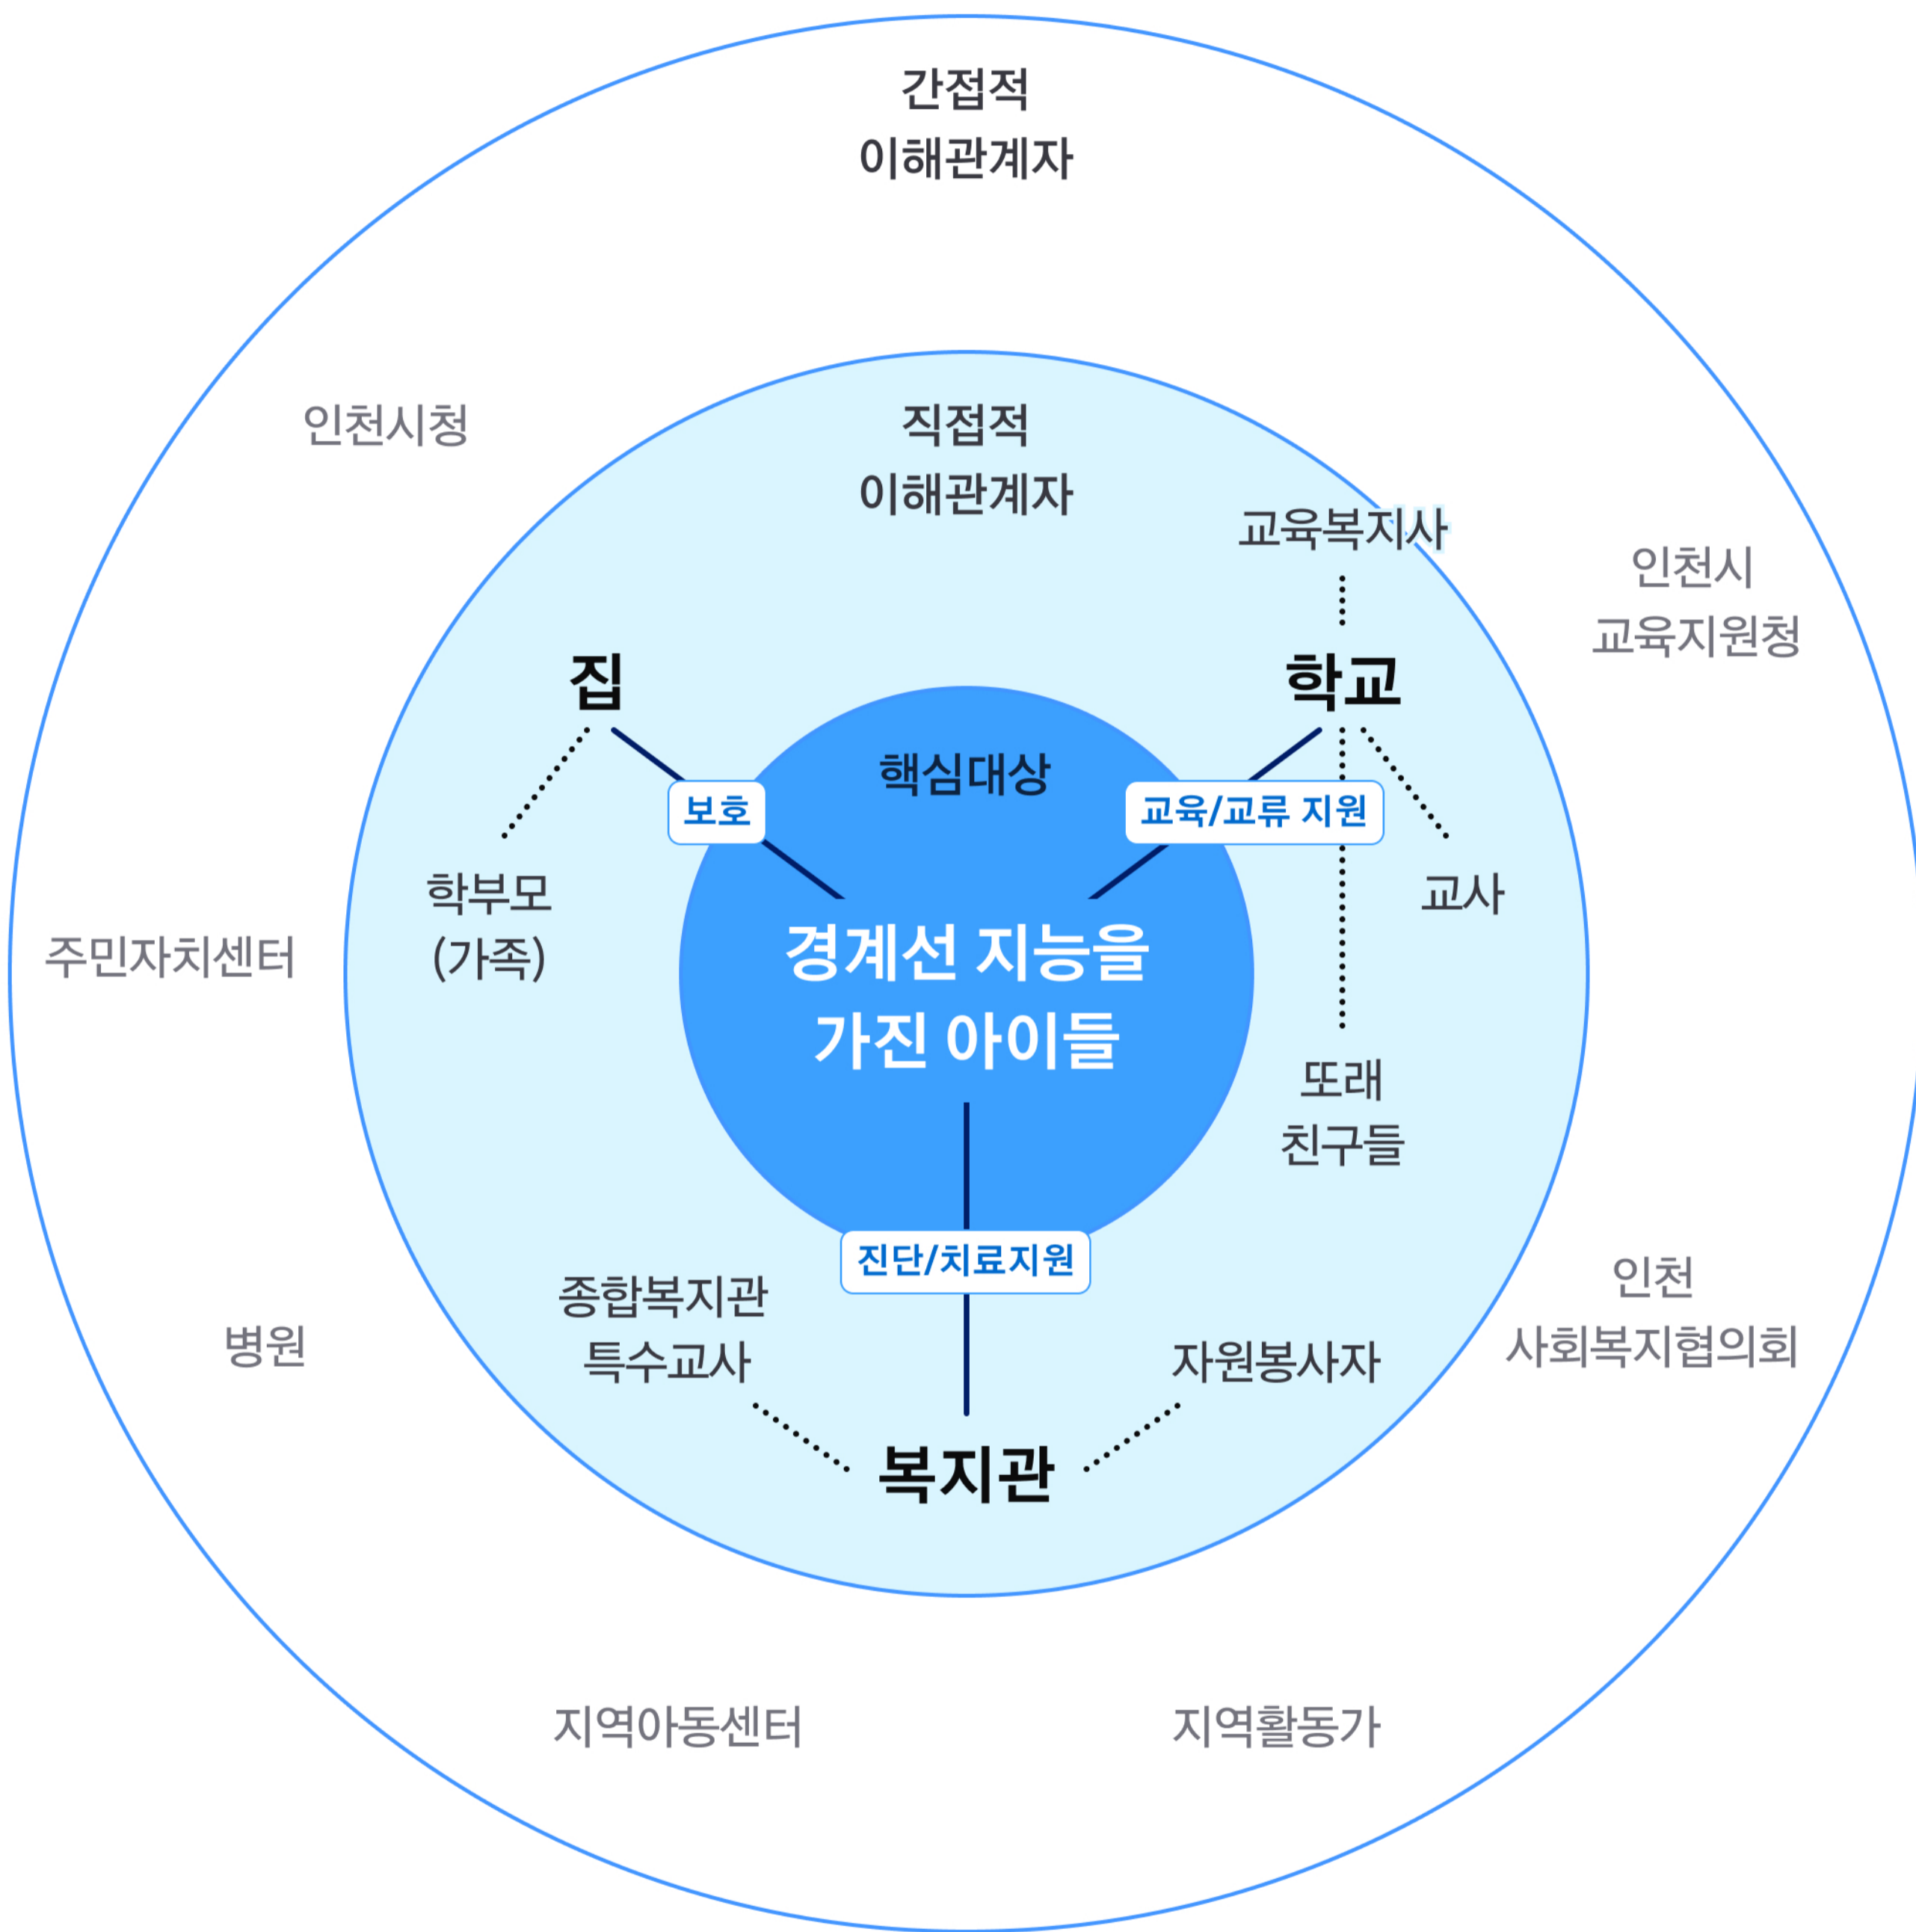 간접적
이해관계자
인천시청
직접적
이해관계자
교육복지사
인천시
교육지원청
집
학교
핵심대상
보호
교육/교류 지원
학부모
(가족)
교사
주민자치센터
경계선 지능을
가진 아이들
또래
친구들
진단/치료지원
종합복지관
특수교사
자원봉사자
인천
사회복지협의회
병원
복지관
지역아동센터
지역활동가